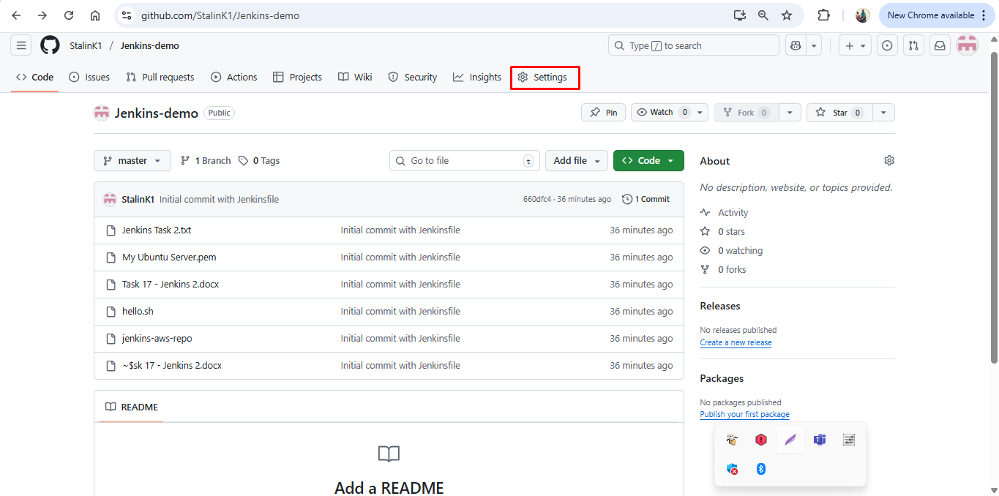 github.com/StalinK1/Jenkins-demo
New Chrome available
StalinK1 / Jenkins-demo
Type / to search
Code Issues Pull requests Actions Projects Wiki Security Insights Settings
Jenkins-demo Public
Pin Watch 0 Fork 0 Star 0
master 1 Branch 0 Tags
Go to file t Add file Code
StalinK1 Initial commit with Jenkinsfile 660dfc4 · 36 minutes ago 1 Commit
Jenkins Task 2.txt Initial commit with Jenkinsfile 36 minutes ago
My Ubuntu Server.pem Initial commit with Jenkinsfile 36 minutes ago
Task 17 - Jenkins 2.docx Initial commit with Jenkinsfile 36 minutes ago
hello.sh Initial commit with Jenkinsfile 36 minutes ago
jenkins-aws-repo Initial commit with Jenkinsfile 36 minutes ago
~$sk 17 - Jenkins 2.docx Initial commit with Jenkinsfile 36 minutes ago
README
Add a README
About
No description, website, or topics provided.
Activity
0 stars
0 watching
0 forks
Releases
No releases published
Create a new release
Packages
No packages published
Publish your first package